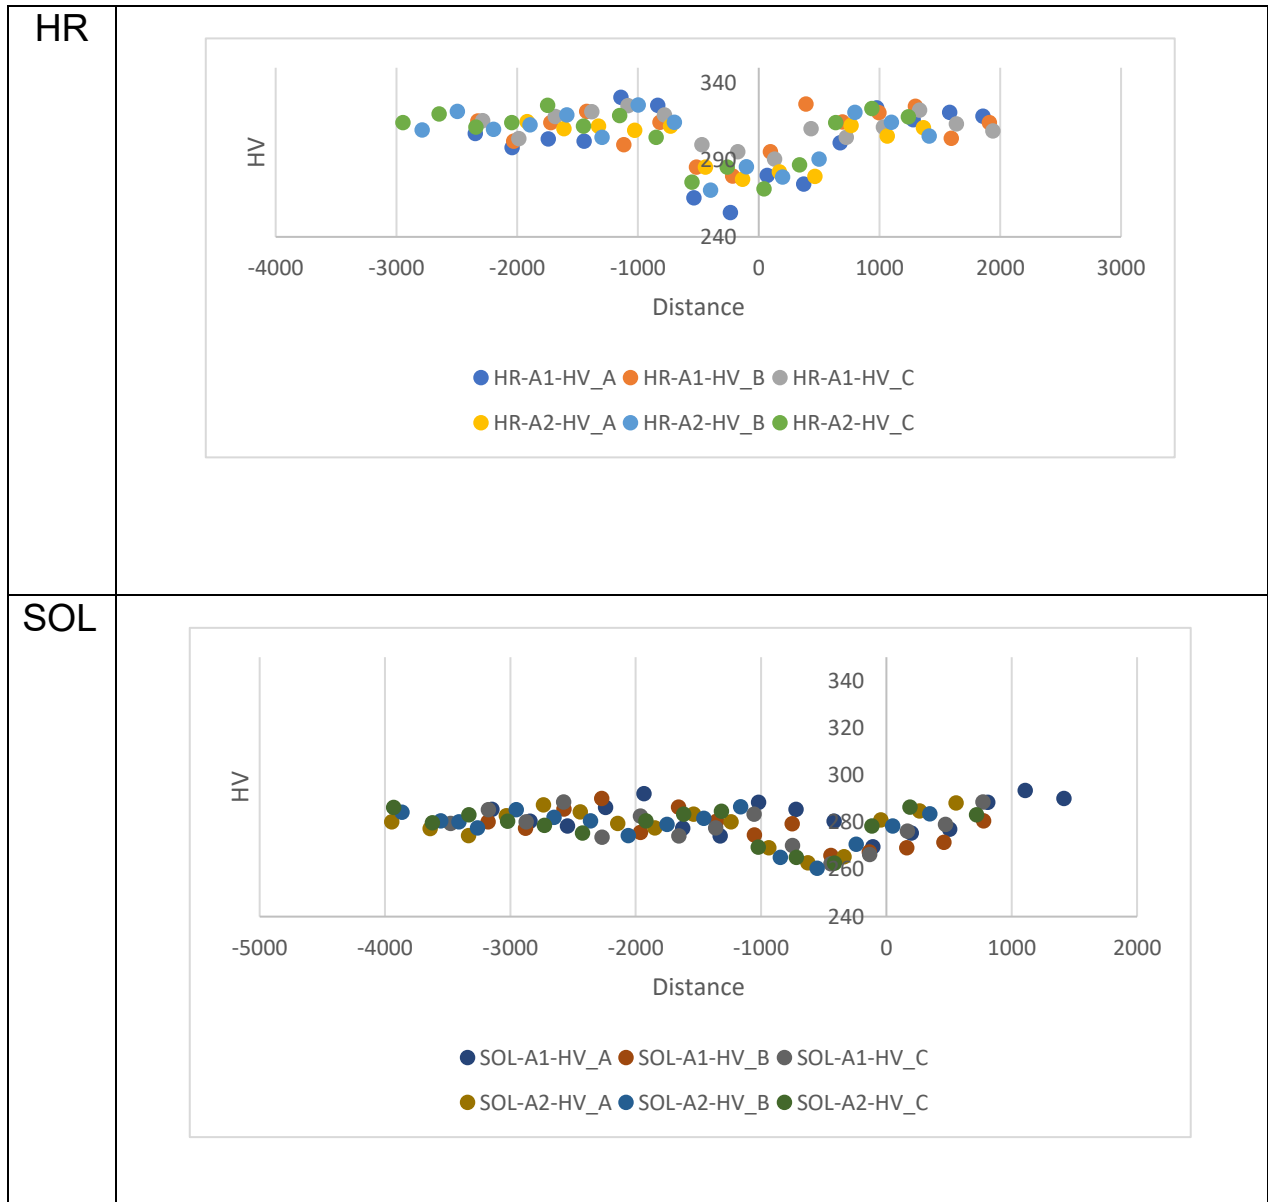 HR
340
290
240
HV
-4000 -3000 -2000 -1000 0 1000 2000 3000
Distance
HR-A1-HV_A HR-A1-HV_B HR-A1-HV_C
HR-A2-HV_A HR-A2-HV_B HR-A2-HV_C
SOL
340
320
300
280
260
240
HV
-5000 -4000 -3000 -2000 -1000 0 1000 2000
Distance
SOL-A1-HV_A SOL-A1-HV_B SOL-A1-HV_C
SOL-A2-HV_A SOL-A2-HV_B SOL-A2-HV_C